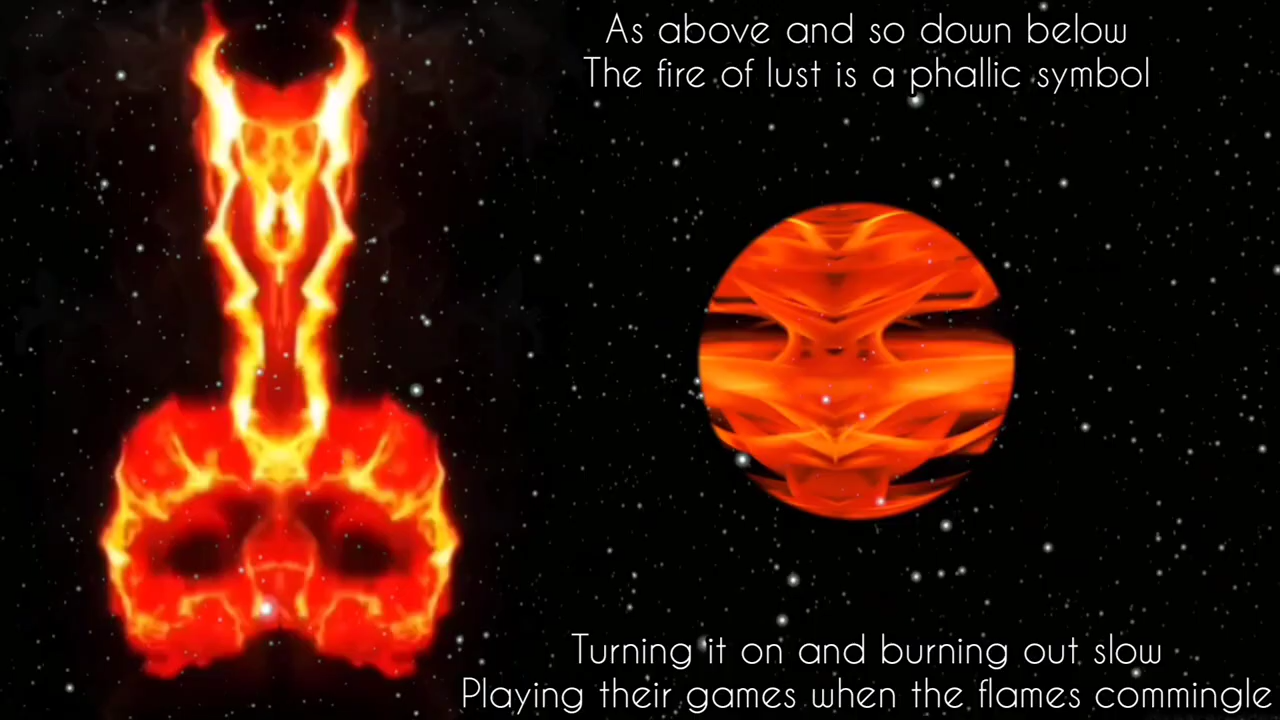 As above and so down below
The fire of lust is a phallic symbol
Turning it on and burning out slow
Playing their games when the flames commingle